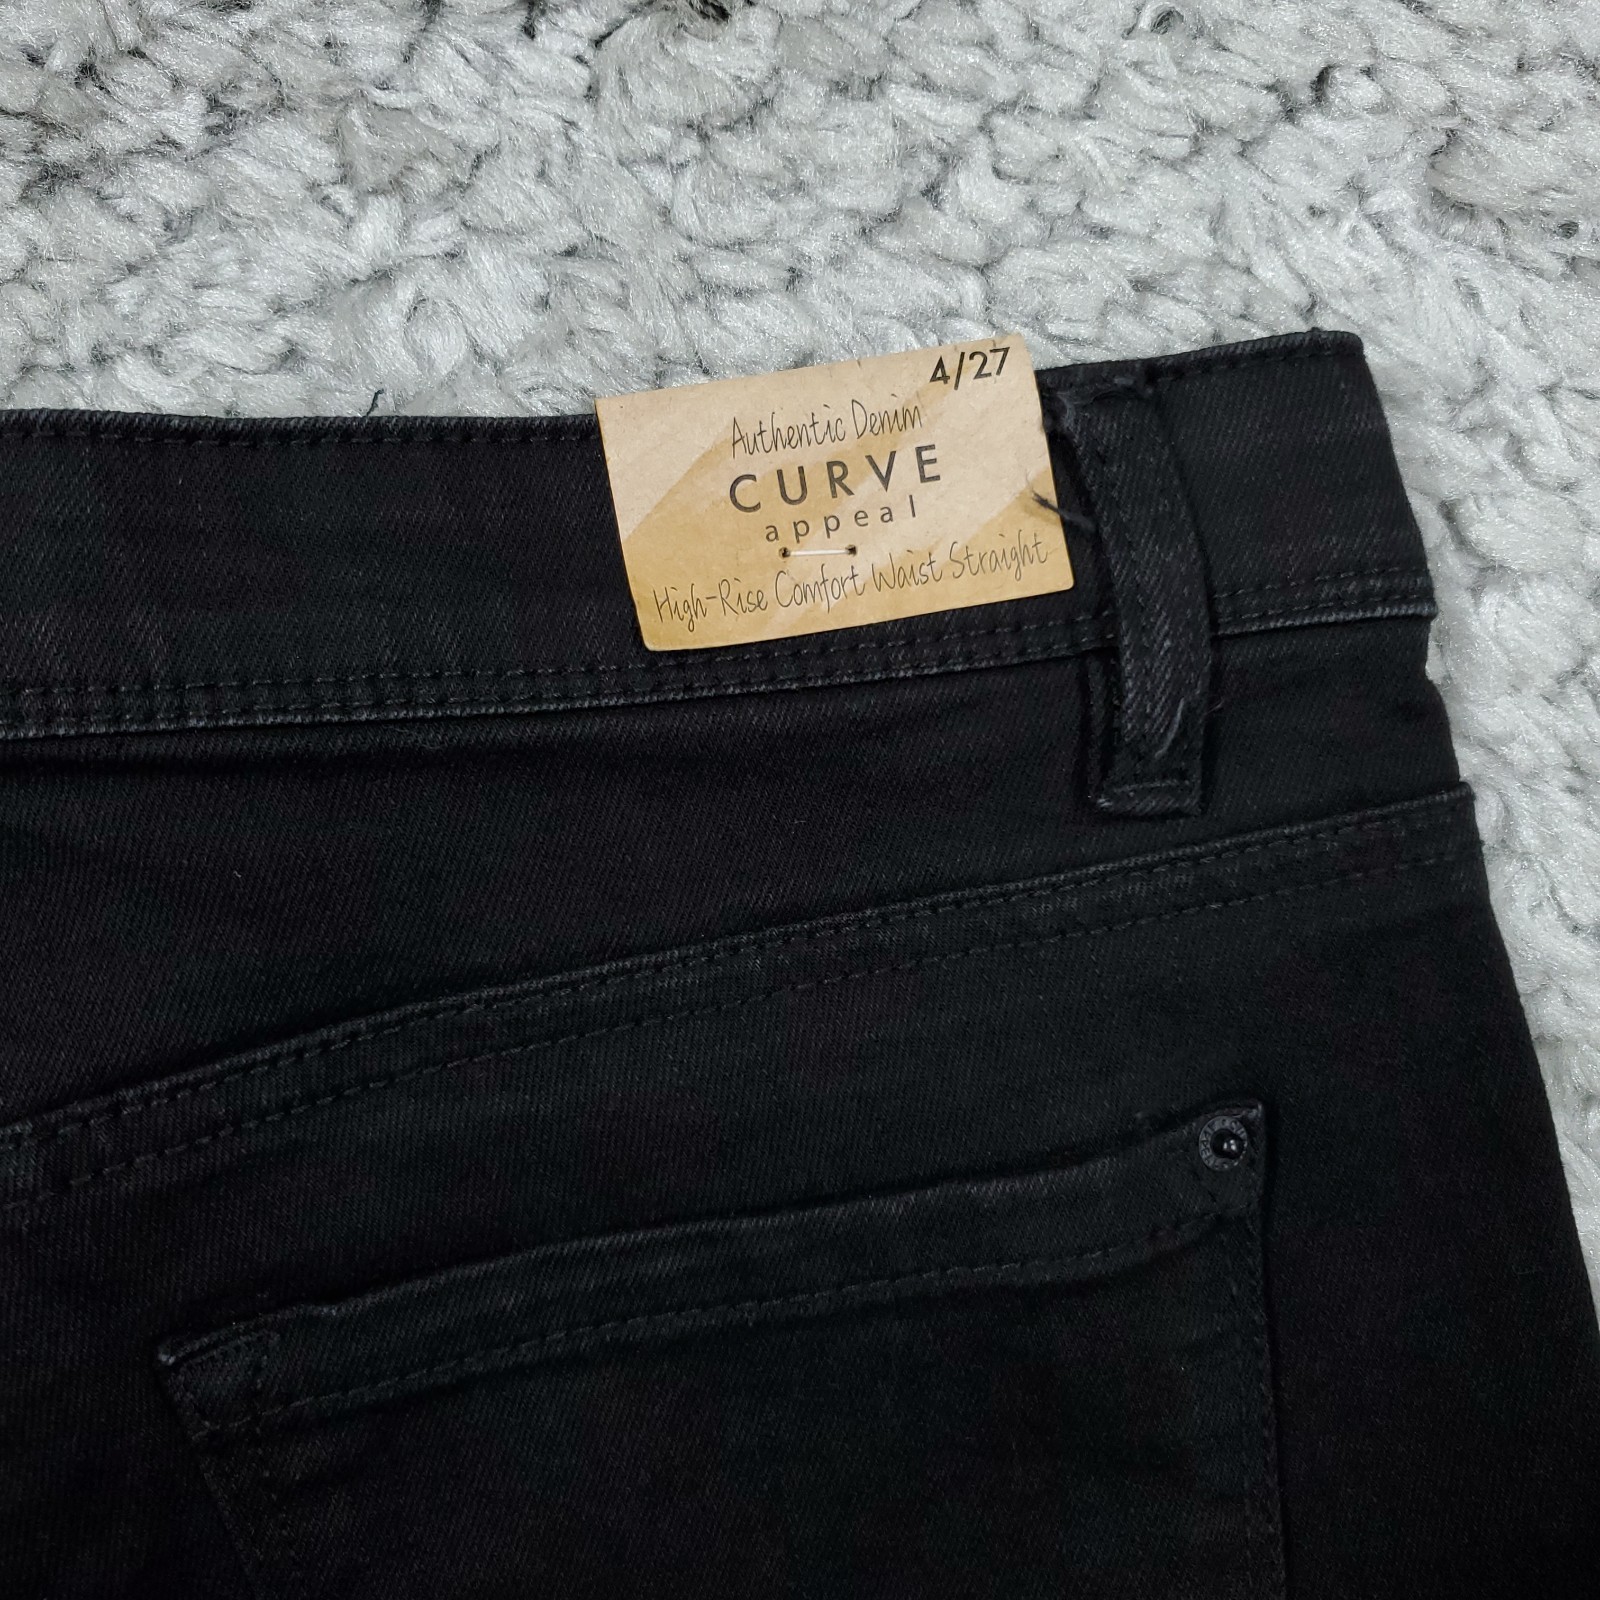 4/27
Authentic Denim
CURVE
appeal
High-Rise Comfort Waist Straight